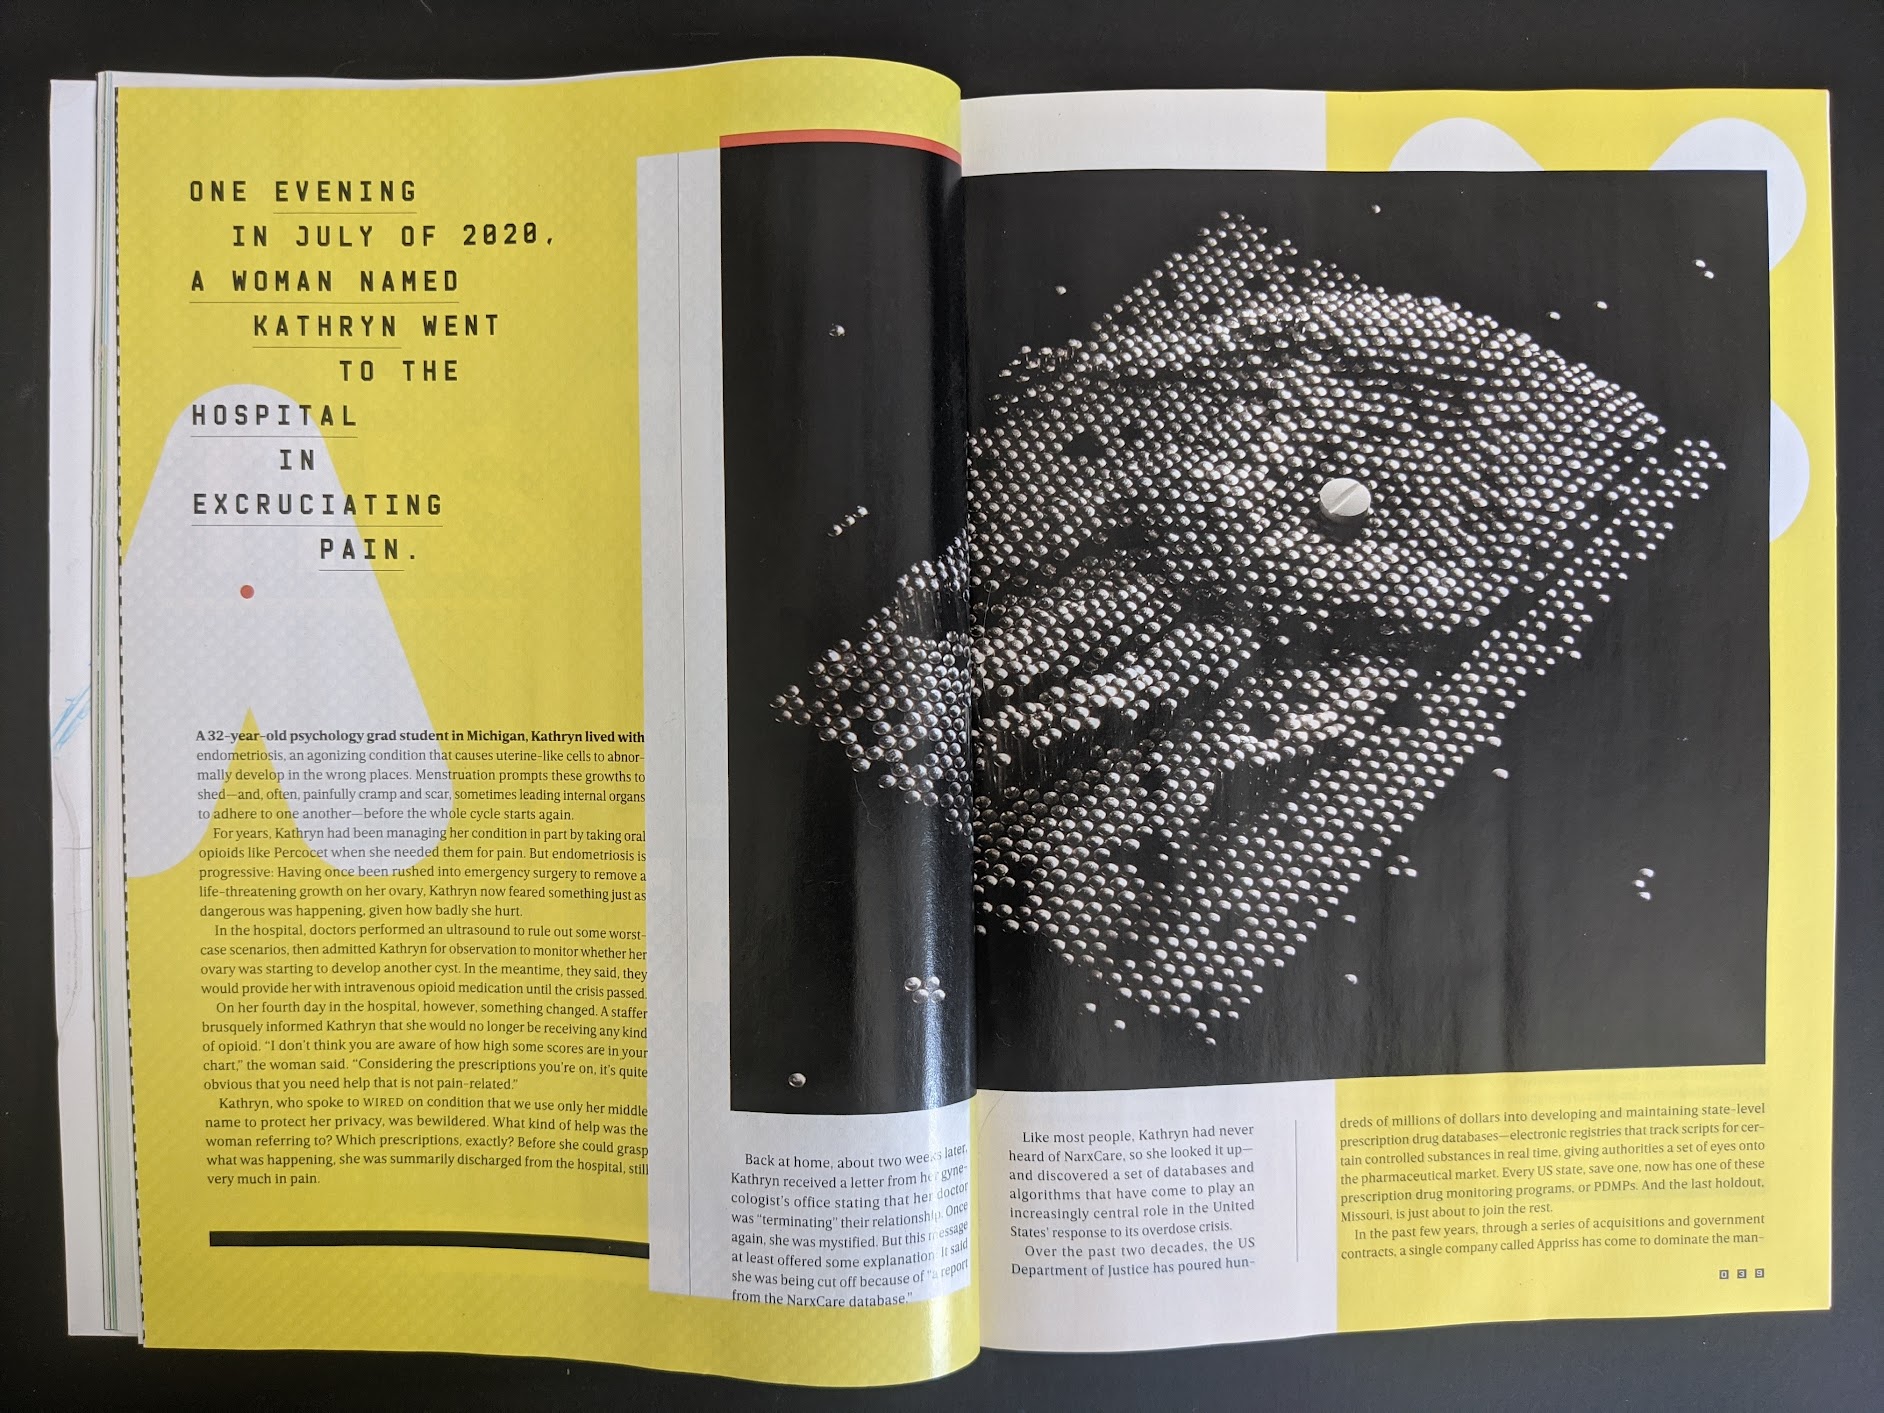 ONE EVENING
IN JULY OF 2020,
A WOMAN NAMED
KATHRYN WENT
TO THE
HOSPITAL
IN
EXCRUCIATING
PAIN.
A 32-year-old psychology grad student in Michigan, Kathryn lived with
endometriosis, an agonizing condition that causes uterine-like cells to abnor-
mally develop in the wrong places. Menstruation prompts these growths to
shed—and, often, painfully cramp and scar, sometimes leading internal organs
to adhere to one another—before the whole cycle starts again.
For years, Kathryn had been managing her condition in part by taking oral
opioids like Percocet when she needed them for pain. But endometriosis is
progressive: Having once been rushed into emergency surgery to remove a
life-threatening growth on her ovary, Kathryn now feared something just as
dangerous was happening, given how badly she hurt.
In the hospital, doctors performed an ultrasound to rule out some worst-
case scenarios, then admitted Kathryn for observation to monitor whether her
ovary was starting to develop another cyst. In the meantime, they said, they
would provide her with intravenous opioid medication until the crisis passed.
On her fourth day in the hospital, however, something changed. A staffer
brusquely informed Kathryn that she would no longer be receiving any kind
of opioid. “I don’t think you are aware of how high some scores are in your
chart,” the woman said. “Considering the prescriptions you’re on, it’s quite
obvious that you need help that is not pain-related.”
Kathryn, who spoke to WIRED on condition that we use only her middle
name to protect her privacy, was bewildered. What kind of help was the
woman referring to? Which prescriptions, exactly? Before she could grasp
what was happening, she was summarily discharged from the hospital, still
very much in pain.
Back at home, about two weeks later,
Kathryn received a letter from her gyne-
cologist’s office stating that her doctor
was “terminating” their relationship. Once
again, she was mystified. But this message
at least offered some explanation: It said
she was being cut off because of “a report
from the NarxCare database.”
Like most people, Kathryn had never
heard of NarxCare, so she looked it up—
and discovered a set of databases and
algorithms that have come to play an
increasingly central role in the United
States’ response to its overdose crisis.
Over the past two decades, the US
Department of Justice has poured hun-
dreds of millions of dollars into developing and maintaining state-level
prescription drug databases—electronic registries that track scripts for cer-
tain controlled substances in real time, giving authorities a set of eyes onto
the pharmaceutical market. Every US state, save one, now has one of these
prescription drug monitoring programs, or PDMPs. And the last holdout,
Missouri, is just about to join the rest.
In the past few years, through a series of acquisitions and government
contracts, a single company called Appriss has come to dominate the man-
039